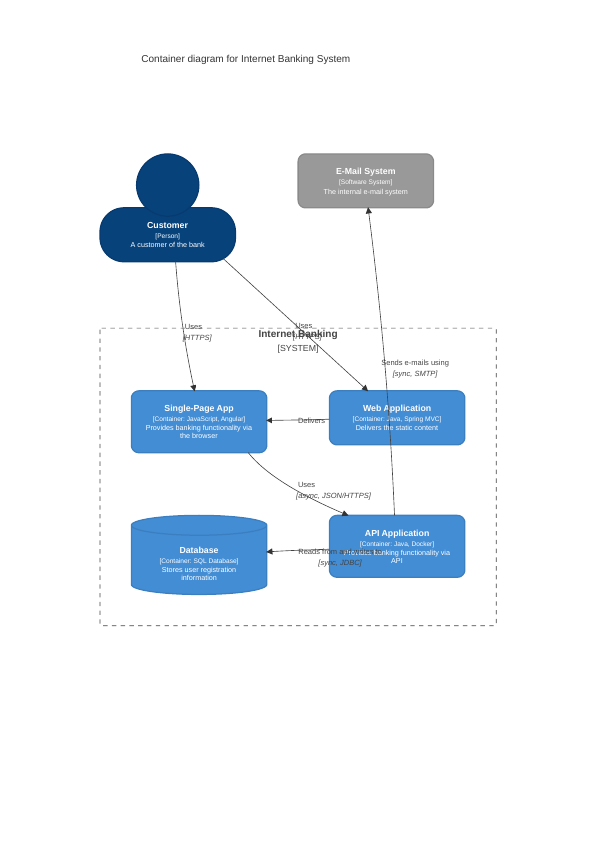 Container diagram for Internet Banking System
E-Mail System
[Software System]
The internal e-mail system
Customer
[Person]
A customer of the bank
Uses
[HTTPS]
Uses
Internet Banking
[SYSTEM]
Sends e-mails using
[sync, SMTP]
Single-Page App
[Container: JavaScript, Angular]
Provides banking functionality via
the browser
Delivers
Web Application
[Container: Java, Spring MVC]
Delivers the static content
Uses
[async, JSON/HTTPS]
Database
[Container: SQL Database]
Stores user registration
information
API Application
[Container: Java, Docker]
Provides banking functionality via
API
Reads from
[sync, JDBC]